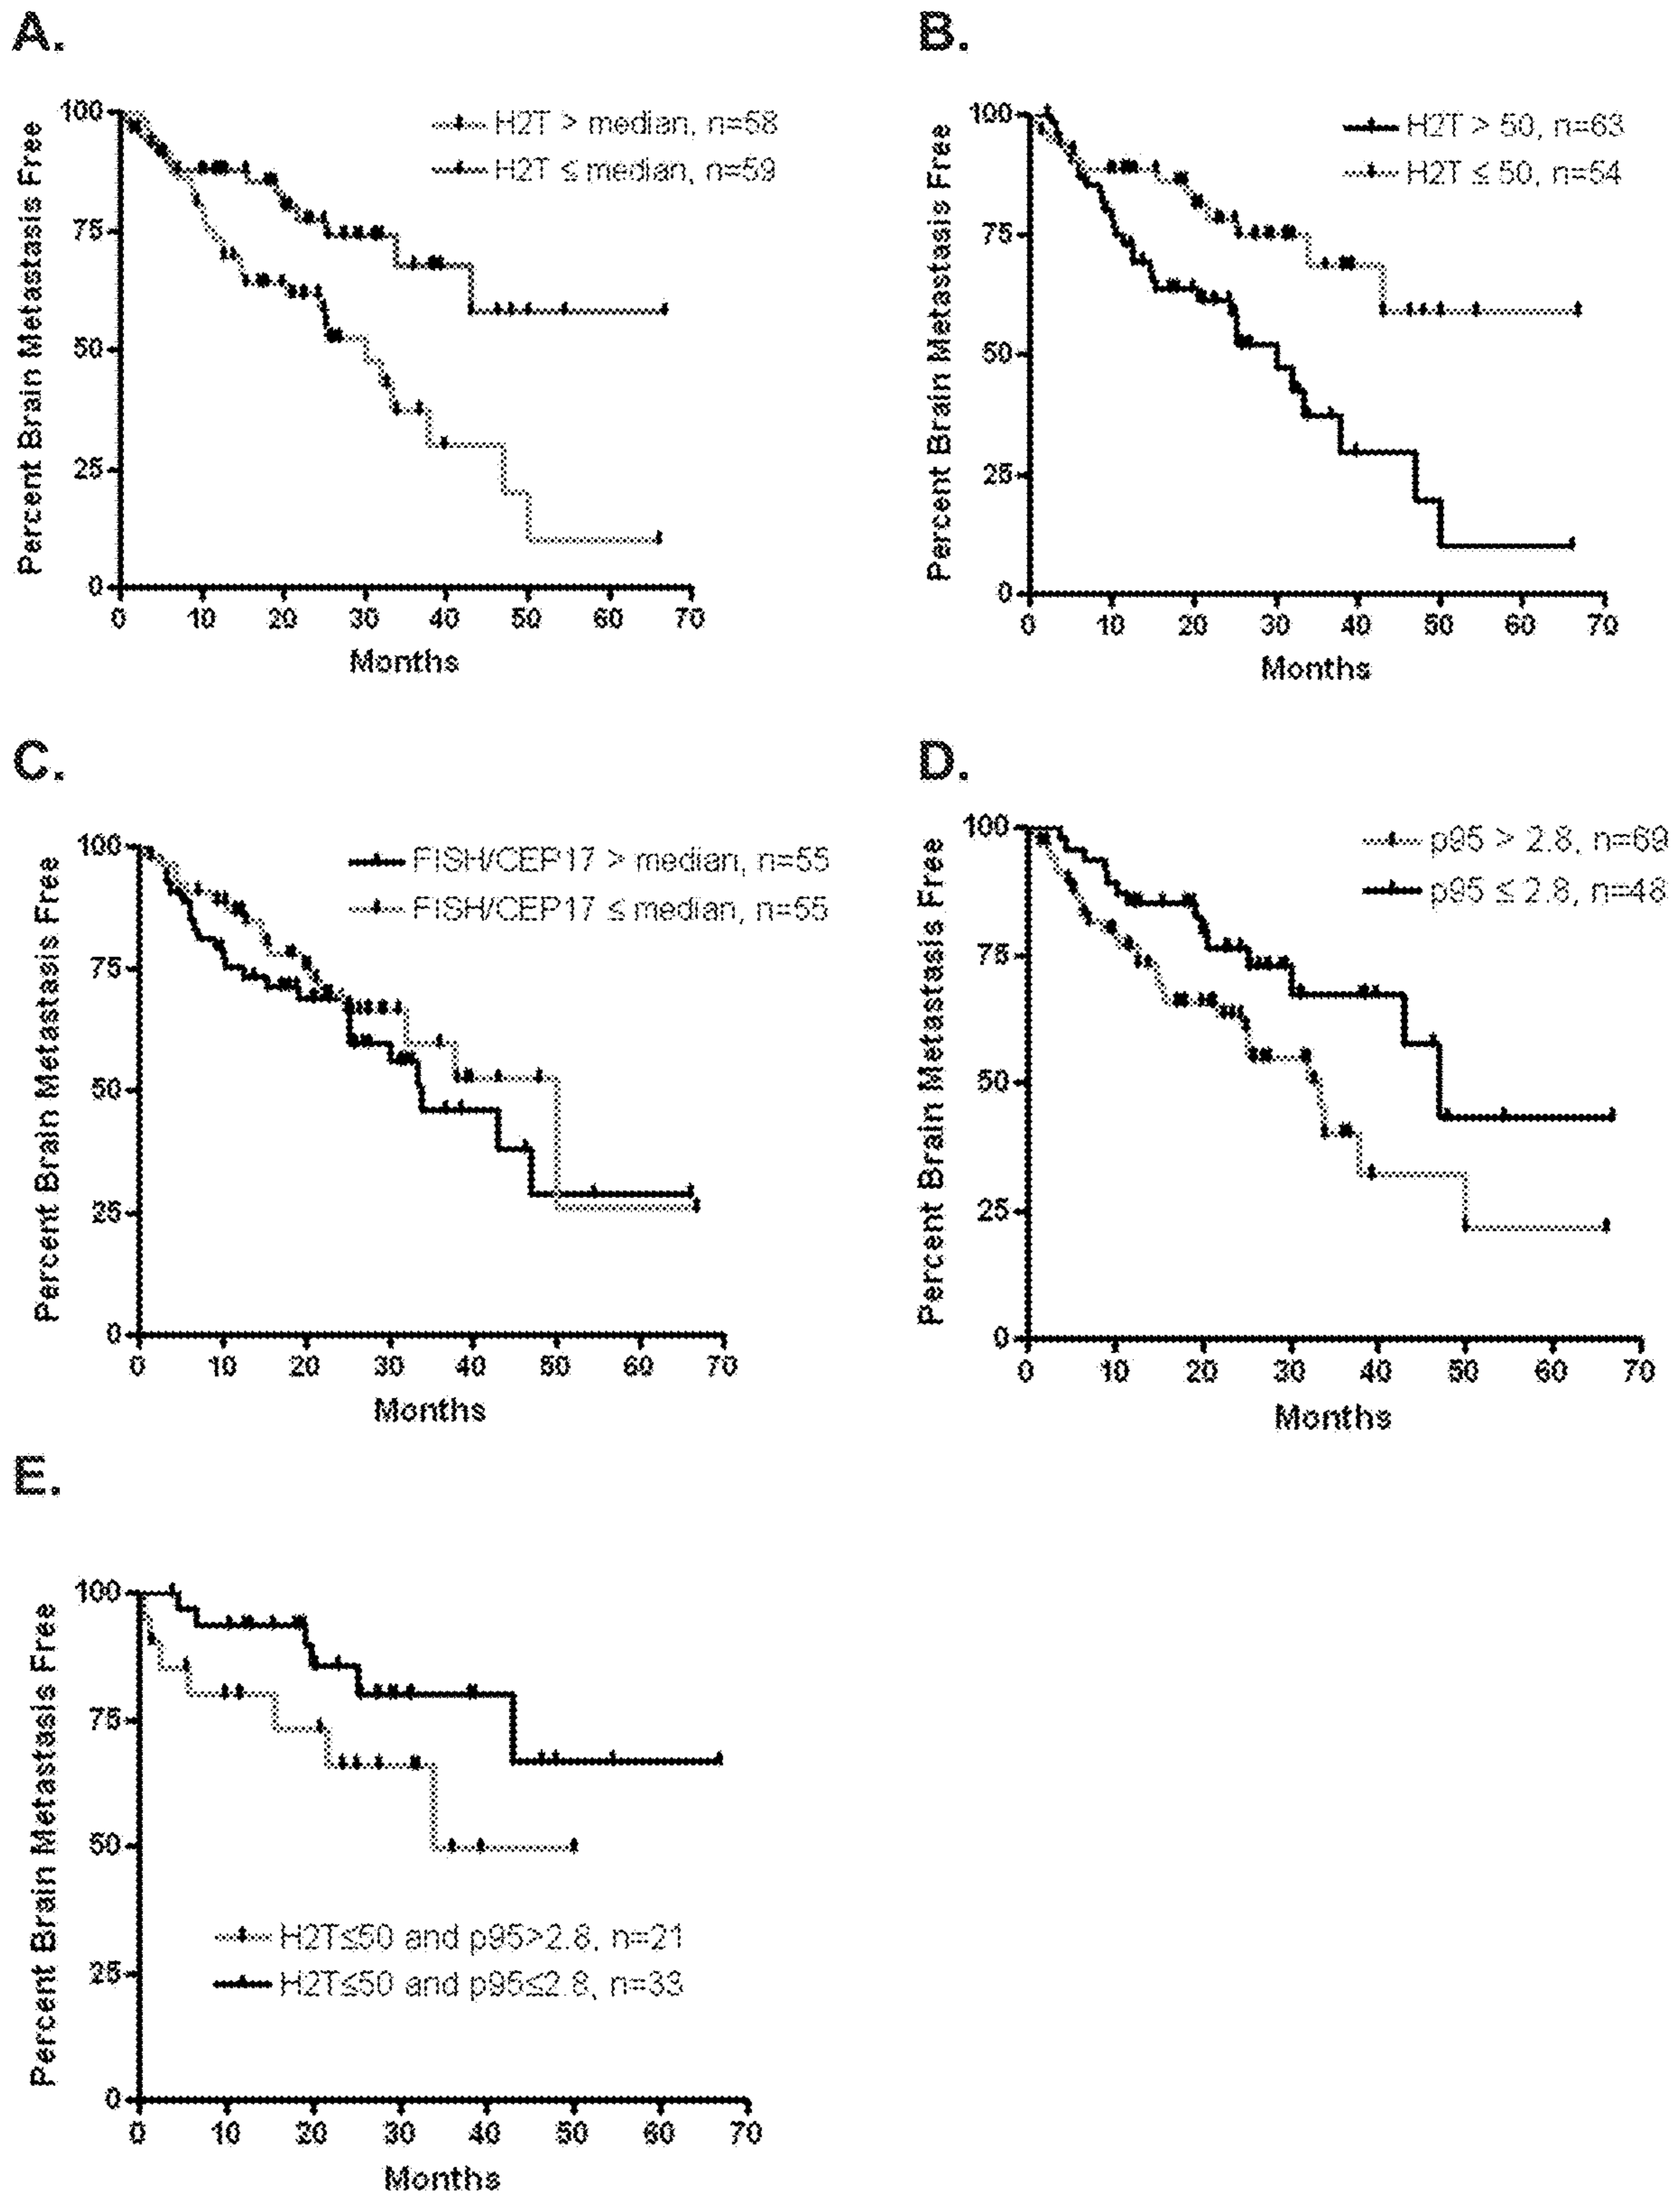 A.
Percent Brain Metastasis Free
100
75
50
25
0
H2T > median, n=58
H2T ≤ median, n=59
0 10 20 30 40 50 60 70
Months
B.
Percent Brain Metastasis Free
100
75
50
25
0
H2T > 50, n=63
H2T ≤ 50, n=54
0 10 20 30 40 50 60 70
Months
C.
Percent Brain Metastasis Free
100
75
50
25
0
FISH/CEP17 > median, n=55
FISH/CEP17 ≤ median, n=55
0 10 20 30 40 50 60 70
Months
D.
Percent Brain Metastasis Free
100
75
50
25
0
p95 > 2.8, n=69
p95 ≤ 2.8, n=48
0 10 20 30 40 50 60 70
Months
E.
Percent Brain Metastasis Free
100
75
50
25
0
H2T≤50 and p95>2.8, n=21
H2T≤50 and p95≤2.8, n=33
0 10 20 30 40 50 60 70
Months